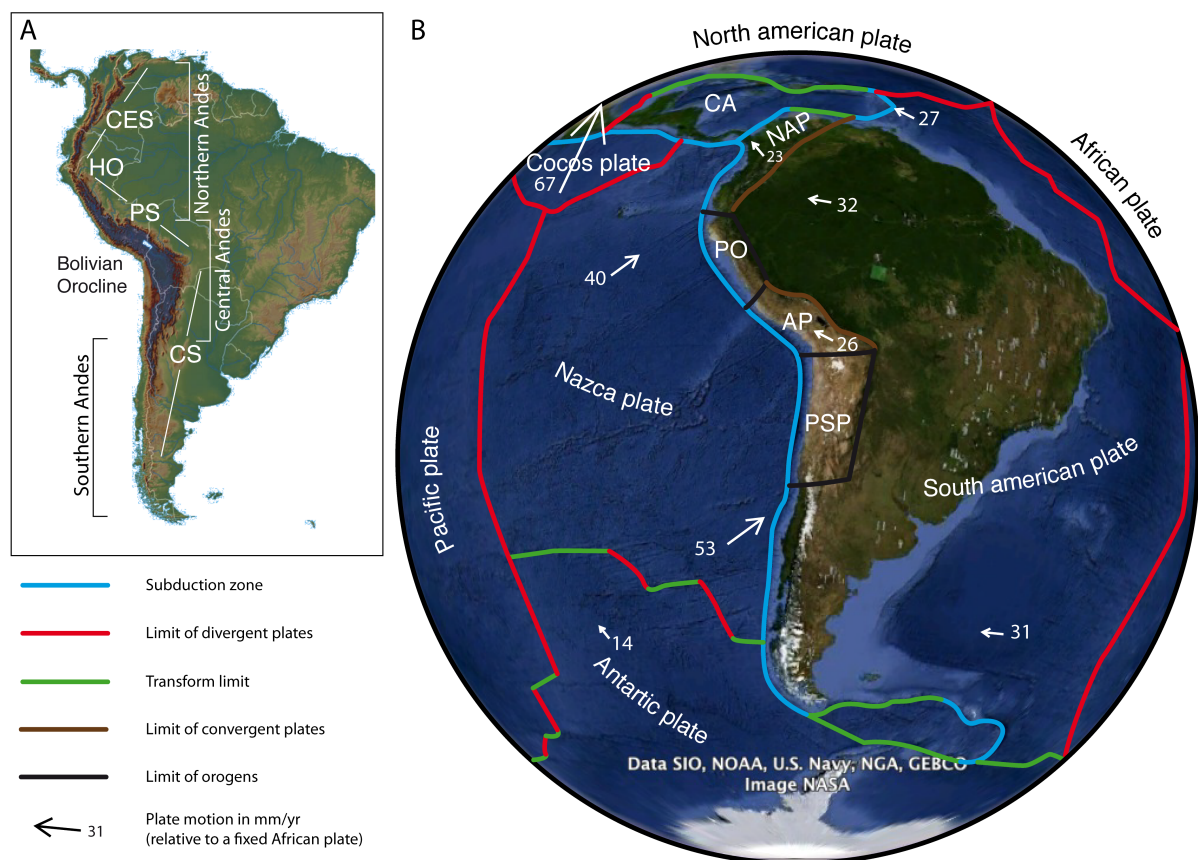 A
CES
HO
PS
CS
Northern Andes
Central Andes
Southern Andes
Bolivian
Orocline
Subduction zone
Limit of divergent plates
Transform limit
Limit of convergent plates
Limit of orogens
31
Plate motion in mm/yr
(relative to a fixed African plate)
B
North american plate
CA
27
NAP
African plate
Cocos plate
23
67
32
PO
40
AP
26
Nazca plate
PSP
Pacific plate
South american plate
53
14
31
Antartic plate
Data SIO, NOAA, U.S. Navy, NGA, GEBCO
Image NASA